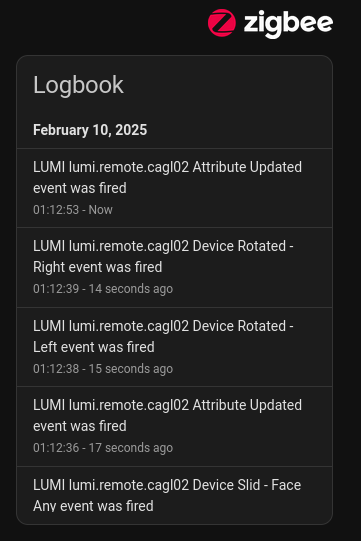 zigbee
Logbook
February 10, 2025
LUMI lumi.remote.cagl02 Attribute Updated
event was fired
01:12:53 - Now
LUMI lumi.remote.cagl02 Device Rotated -
Right event was fired
01:12:39 - 14 seconds ago
LUMI lumi.remote.cagl02 Device Rotated -
Left event was fired
01:12:38 - 15 seconds ago
LUMI lumi.remote.cagl02 Attribute Updated
event was fired
01:12:36 - 17 seconds ago
LUMI lumi.remote.cagl02 Device Slid - Face
Any event was fired